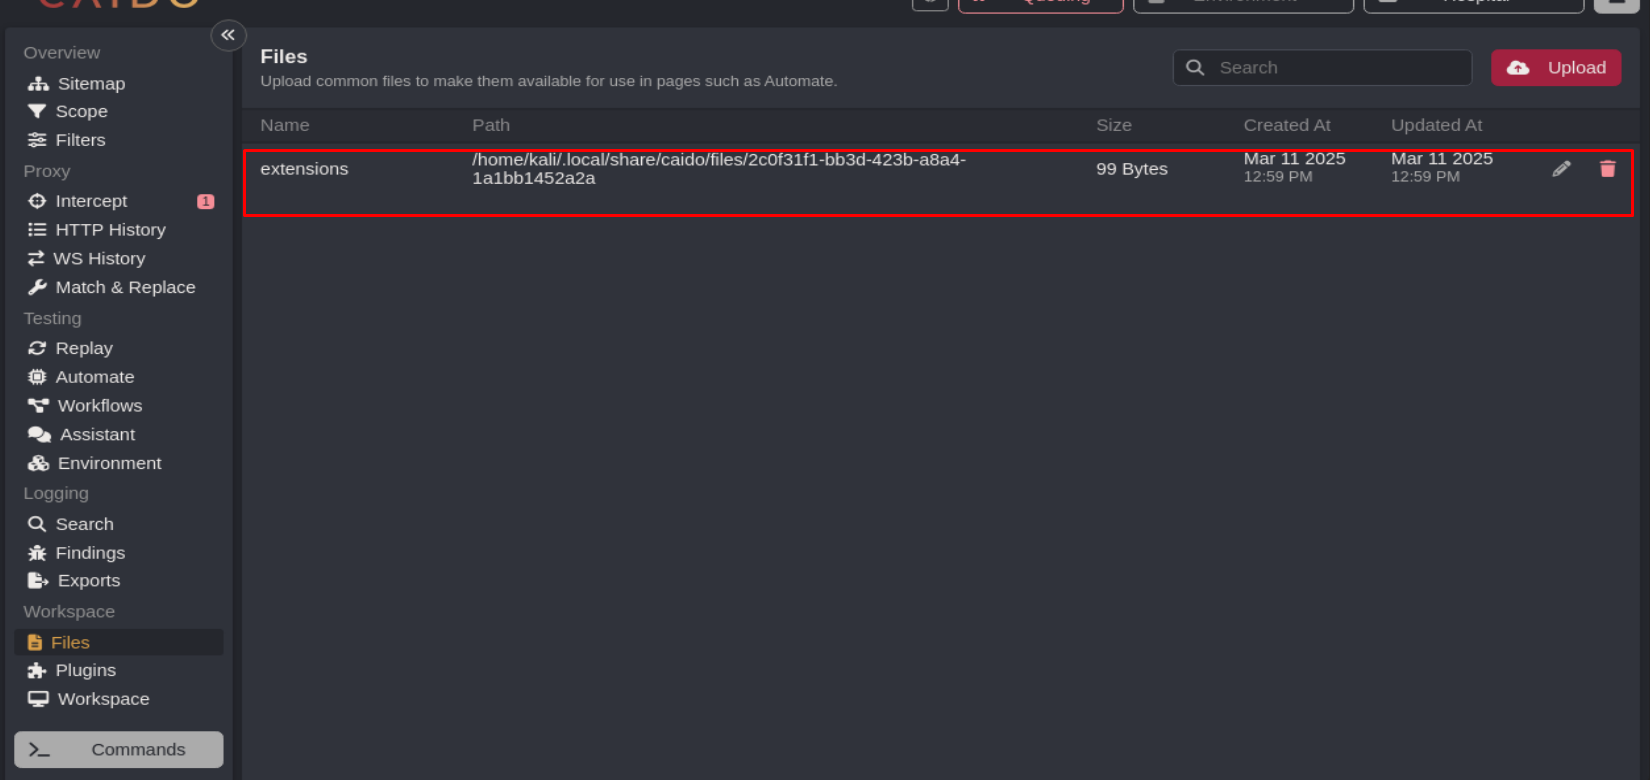 CAIDO
Queuing
Environment
Hospital
Overview
Sitemap
Scope
Filters
Proxy
Intercept 1
HTTP History
WS History
Match & Replace
Testing
Replay
Automate
Workflows
Assistant
Environment
Logging
Search
Findings
Exports
Workspace
Files
Plugins
Workspace
Commands
Files
Upload common files to make them available for use in pages such as Automate.
Search
Upload
Name Path Size Created At Updated At
extensions
/home/kali/.local/share/caido/files/2c0f31f1-bb3d-423b-a8a4-
1a1bb1452a2a
99 Bytes
Mar 11 2025
12:59 PM
Mar 11 2025
12:59 PM